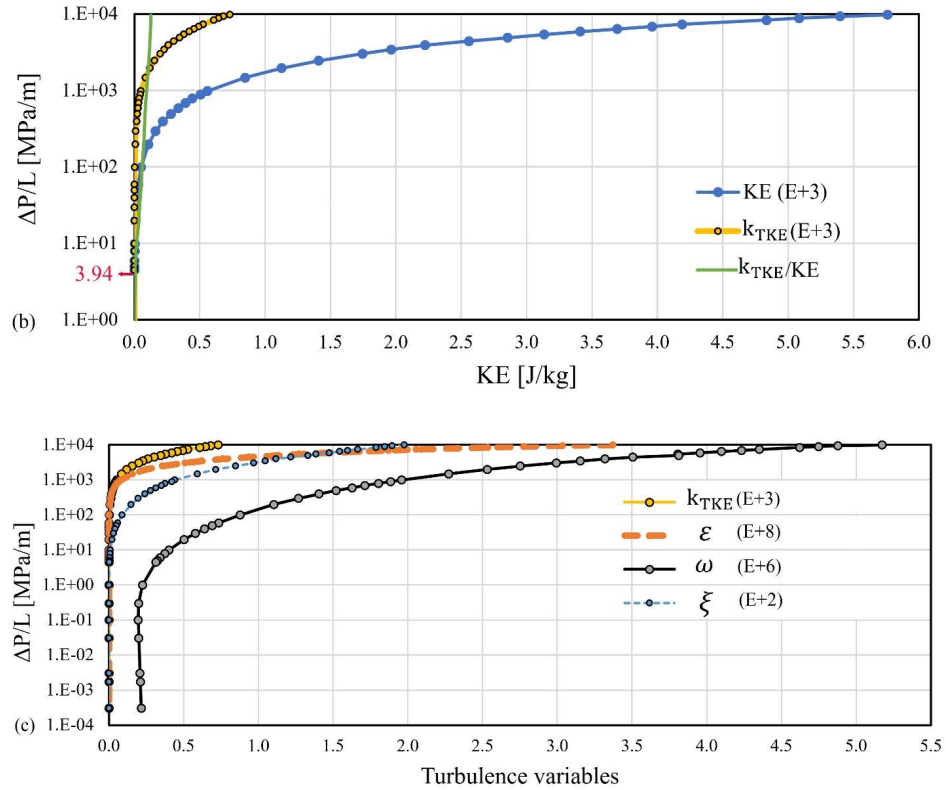 1.E+04
1.E+03
1.E+02
1.E+01
3.94
1.E+00
ΔP/L [MPa/m]
KE (E+3)
k_TKE (E+3)
k_TKE/KE
(b)
0.0 0.5 1.0 1.5 2.0 2.5 3.0 3.5 4.0 4.5 5.0 5.5 6.0
KE [J/kg]
1.E+04
1.E+03
1.E+02
1.E+01
1.E+00
1.E-01
1.E-02
1.E-03
1.E-04
ΔP/L [MPa/m]
k_TKE (E+3)
ε (E+8)
ω (E+6)
ξ (E+2)
(c)
0.0 0.5 1.0 1.5 2.0 2.5 3.0 3.5 4.0 4.5 5.0 5.5
Turbulence variables